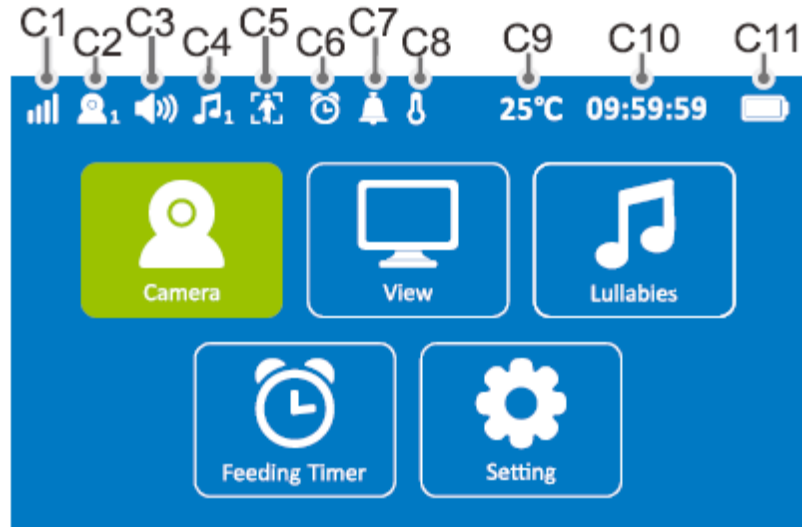 C1 C2 C3 C4 C5 C6 C7 C8 C9 C10 C11
1 1 25°C 09:59:59
Camera View Lullabies
Feeding Timer Setting